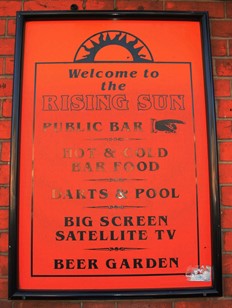 Welcome to
to the
RISING SUN
PUBLIC BAR
HOT & COLD
BAR FOOD
DARTS & POOL
BIG SCREEN
SATELLITE TV
BEER GARDEN